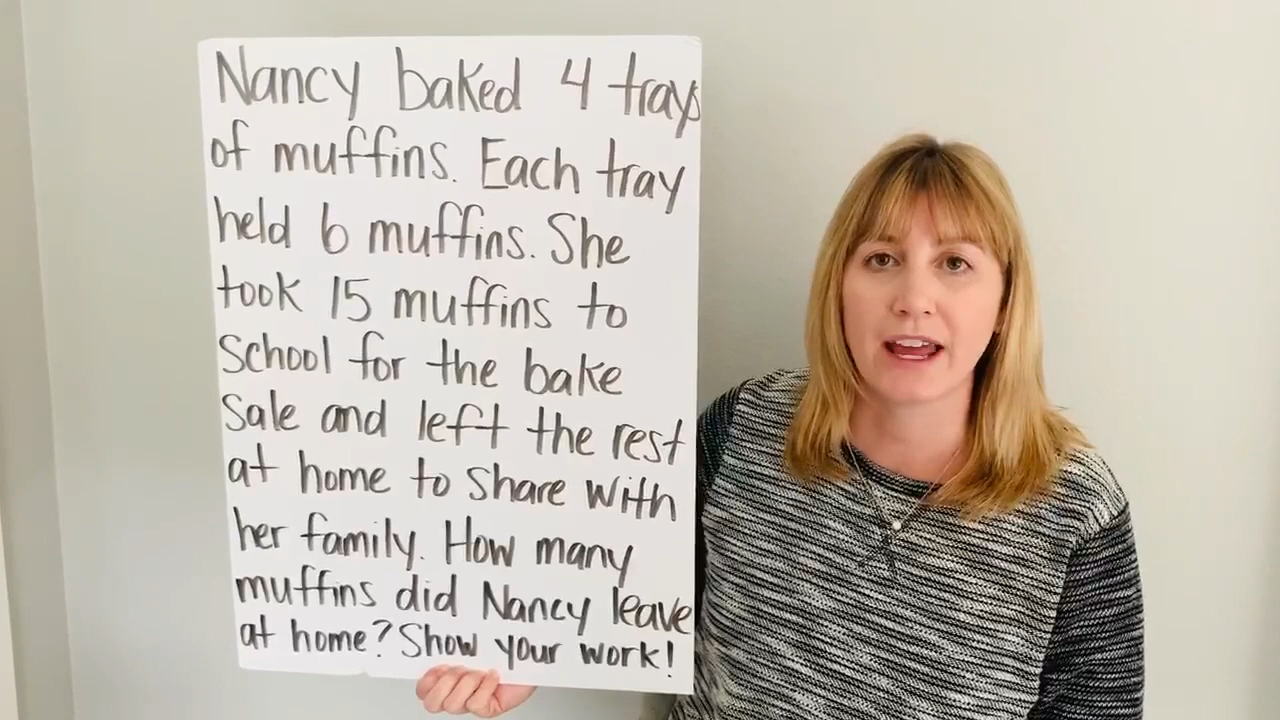 Nancy baked 4 trays
of muffins. Each tray
held 6 muffins. She
took 15 muffins to
school for the bake
sale and left the rest
at home to share with
her family. How many
muffins did Nancy leave
at home? Show your work!